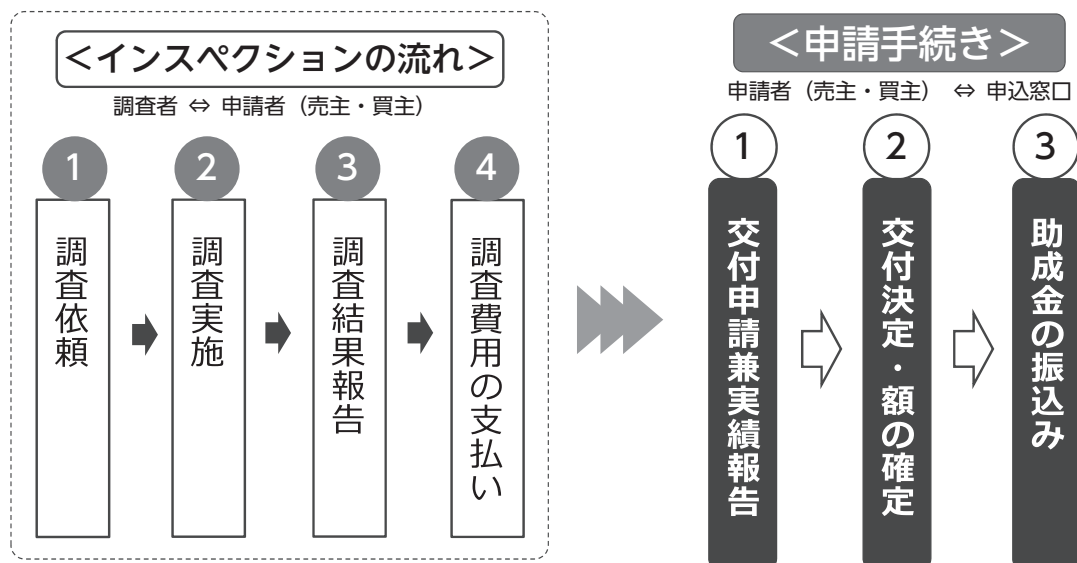 ＜インスペクションの流れ＞
調査者 ⇔ 申請者（売主・買主）
1
調査依頼
2
調査実施
3
調査結果報告
4
調査費用の支払い
＜申請手続き＞
申請者（売主・買主） ⇔ 申込窓口
1
交付申請兼実績報告
2
交付決定・額の確定
3
助成金の振込み